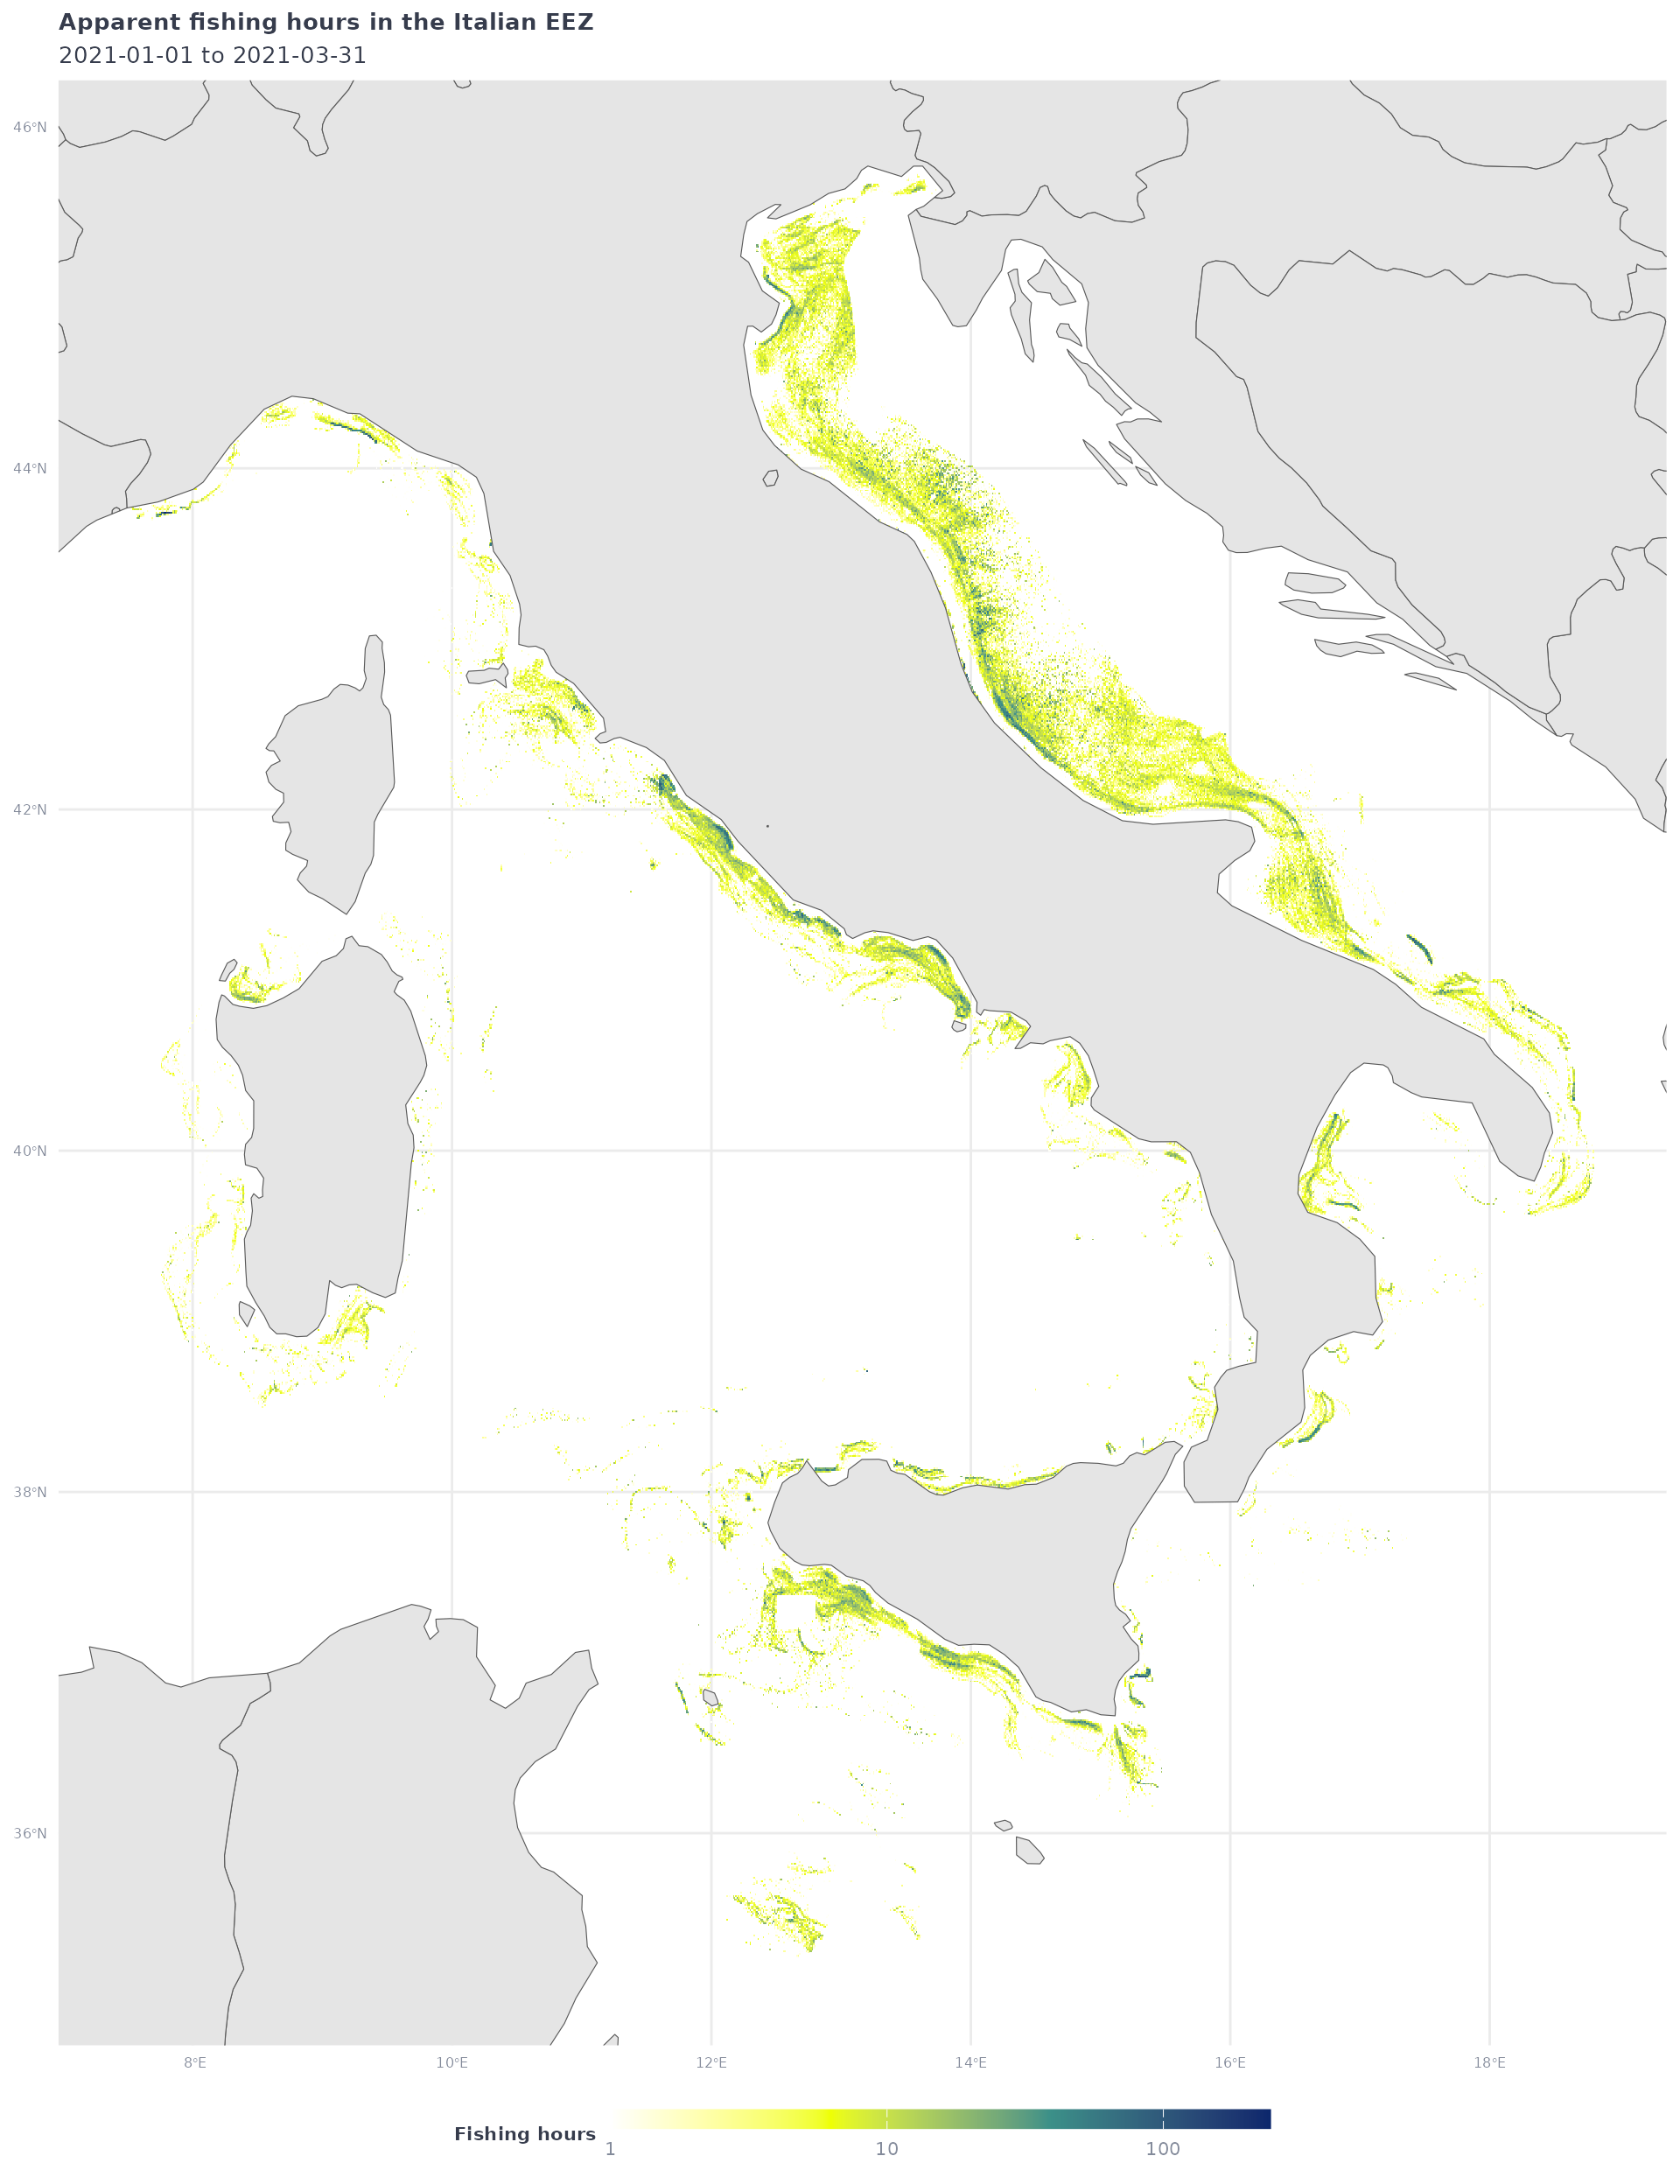 Apparent fishing hours in the Italian EEZ
2021-01-01 to 2021-03-31
46°N
44°N
42°N
40°N
38°N
36°N
8°E 10°E 12°E 14°E 16°E 18°E
Fishing hours
1 10 100